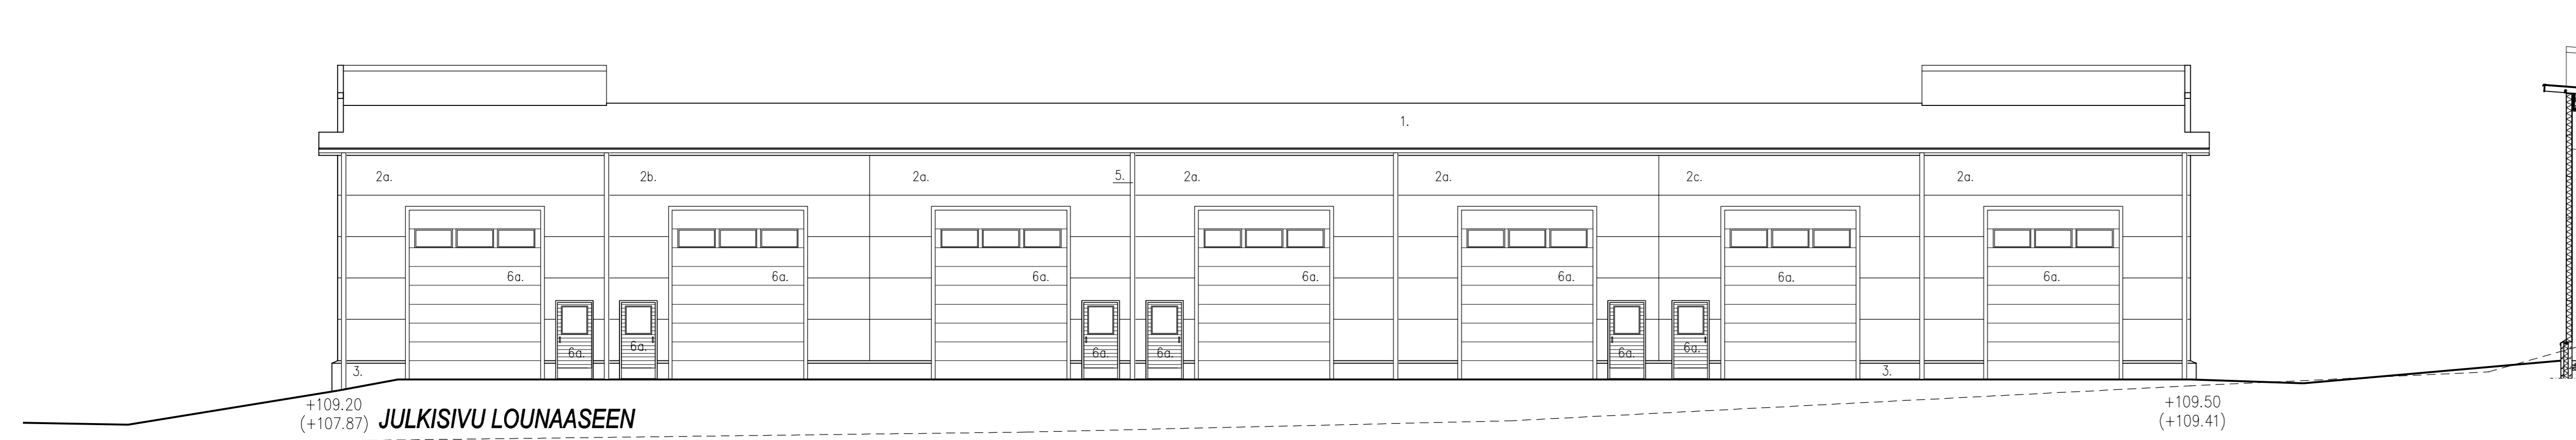 1.
2a.
2b.
2a.
5.
2a.
2a.
2c.
2a.
6a.
6a.
6a.
6a.
6a.
6a.
6a.
6a.
6a.
6a.
6a.
6a.
6a.
3.
3.
+109.20
(+107.87)
JULKISIVU LOUNAASEEN
+109.50
(+109.41)